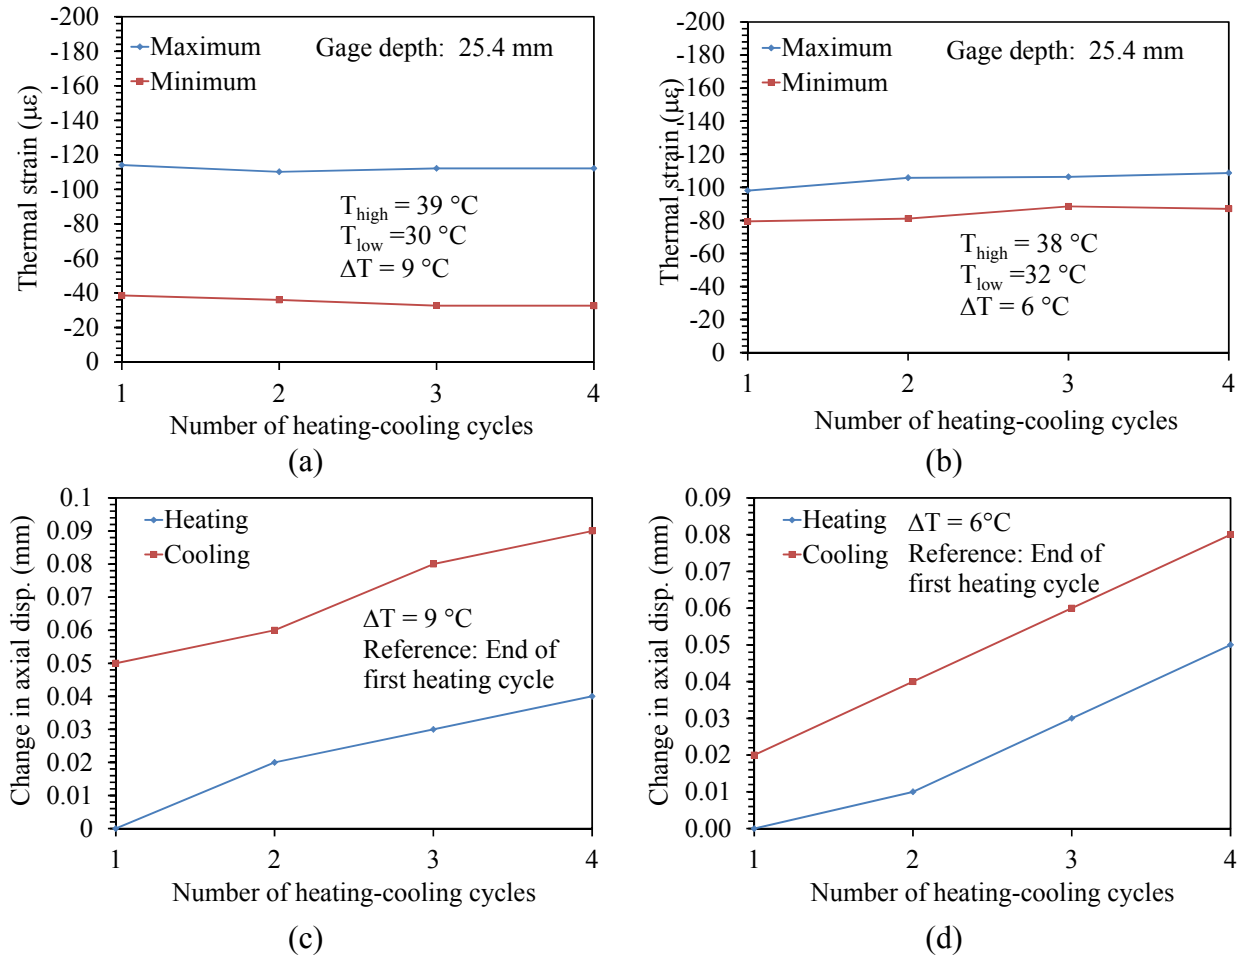 -200
-180
-160
-140
-120
-100
-80
-60
-40
-20
0
Thermal strain (µε)
Maximum
Minimum
Gage depth: 25.4 mm
T_high = 39 °C
T_low =30 °C
ΔT = 9 °C
1 2 3 4
Number of heating-cooling cycles
(a)
-200
-180
-160
-140
-120
-100
-80
-60
-40
-20
0
Thermal strain (µε)
Maximum
Minimum
Gage depth: 25.4 mm
T_high = 38 °C
T_low =32 °C
ΔT = 6 °C
1 2 3 4
Number of heating-cooling cycles
(b)
0.1
0.09
0.08
0.07
0.06
0.05
0.04
0.03
0.02
0.01
0
Change in axial disp. (mm)
Heating
Cooling
ΔT = 9 °C
Reference: End of
first heating cycle
1 2 3 4
Number of heating-cooling cycles
(c)
0.09
0.08
0.07
0.06
0.05
0.04
0.03
0.02
0.01
0.00
Change in axial disp. (mm)
Heating
Cooling
ΔT = 6°C
Reference: End of
first heating cycle
1 2 3 4
Number of heating-cooling cycles
(d)